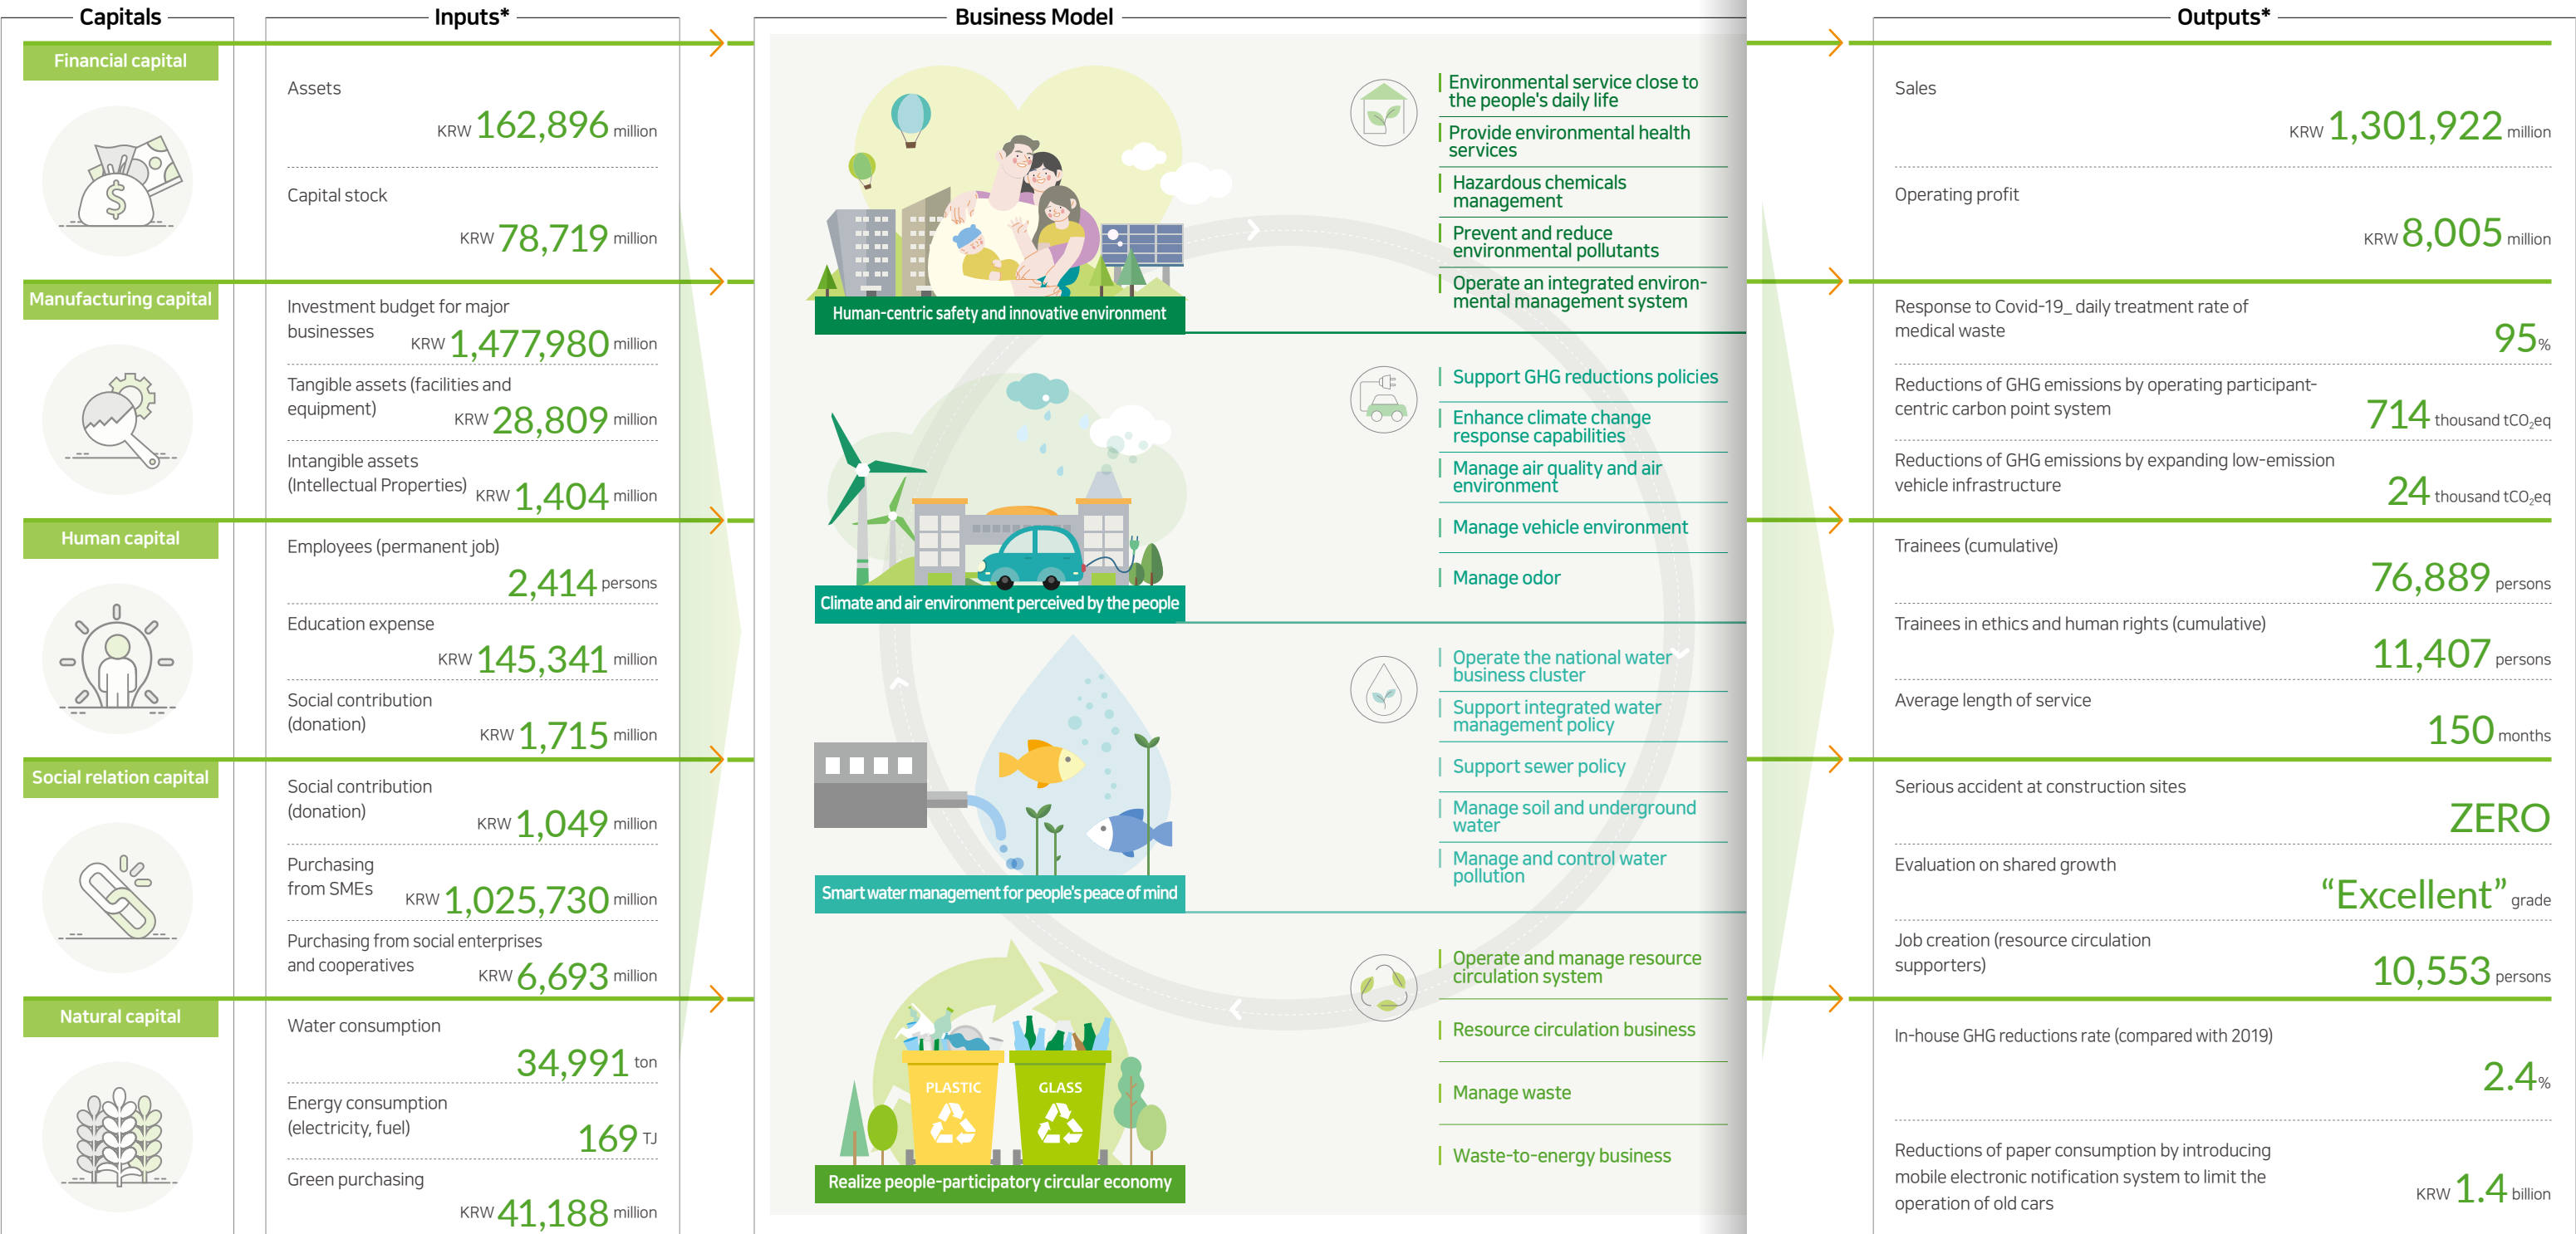 Capitals
Inputs*
Business Model
Outputs*
Financial capital
Assets
KRW 162,896 million
Capital stock
KRW 78,719 million
Manufacturing capital
Investment budget for major
businesses
KRW 1,477,980 million
Tangible assets (facilities and
equipment)
KRW 28,809 million
Intangible assets
(Intellectual Properties)
KRW 1,404 million
Human capital
Employees (permanent job)
2,414 persons
Education expense
KRW 145,341 million
Social contribution
(donation)
KRW 1,715 million
Social relation capital
Social contribution
(donation)
KRW 1,049 million
Purchasing
from SMEs
KRW 1,025,730 million
Purchasing from social enterprises
and cooperatives
KRW 6,693 million
Natural capital
Water consumption
34,991 ton
Energy consumption
(electricity, fuel)
169 TJ
Green purchasing
KRW 41,188 million
Human-centric safety and innovative environment
Environmental service close to
the people's daily life
Provide environmental health
services
Hazardous chemicals
management
Prevent and reduce
environmental pollutants
Operate an integrated environ-
mental management system
Climate and air environment perceived by the people
Support GHG reductions policies
Enhance climate change
response capabilities
Manage air quality and air
environment
Manage vehicle environment
Manage odor
Smart water management for people's peace of mind
Operate the national water
business cluster
Support integrated water
management policy
Support sewer policy
Manage soil and underground
water
Manage and control water
pollution
PLASTIC
GLASS
Realize people-participatory circular economy
Operate and manage resource
circulation system
Resource circulation business
Manage waste
Waste-to-energy business
Sales
KRW 1,301,922 million
Operating profit
KRW 8,005 million
Response to Covid-19_ daily treatment rate of
medical waste
95%
Reductions of GHG emissions by operating participant-
centric carbon point system
714 thousand tCO₂eq
Reductions of GHG emissions by expanding low-emission
vehicle infrastructure
24 thousand tCO₂eq
Trainees (cumulative)
76,889 persons
Trainees in ethics and human rights (cumulative)
11,407 persons
Average length of service
150 months
Serious accident at construction sites
ZERO
Evaluation on shared growth
“Excellent” grade
Job creation (resource circulation
supporters)
10,553 persons
In-house GHG reductions rate (compared with 2019)
2.4%
Reductions of paper consumption by introducing
mobile electronic notification system to limit the
operation of old cars
KRW 1.4 billion